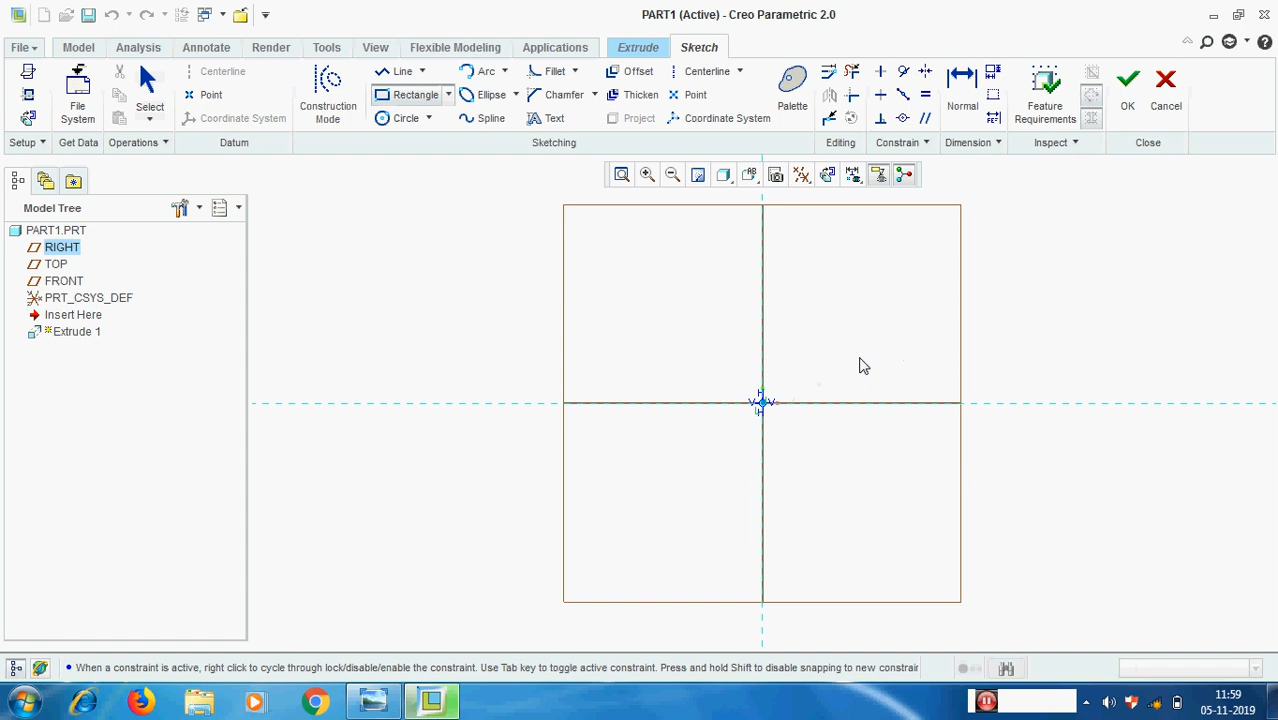 PART1 (Active) - Creo Parametric 2.0
File Model Analysis Annotate Render Tools View Flexible Modeling Applications Extrude Sketch
Centerline Line Arc Fillet Offset Centerline
Point Rectangle Ellipse Chamfer Thicken Point
Coordinate System Circle Spline Text Project Coordinate System
File System Select Construction Mode Palette Normal Feature Requirements OK Cancel
Setup Get Data Operations Datum Sketching Editing Constrain Dimension Inspect Close
Model Tree
PART1.PRT
RIGHT
TOP
FRONT
PRT_CSYS_DEF
Insert Here
Extrude 1
H
V V
H
When a constraint is active, right click to cycle through lock/disable/enable the constraint. Use Tab key to toggle active constraint. Press and hold Shift to disable snapping to new constrair
11:59
05-11-2019